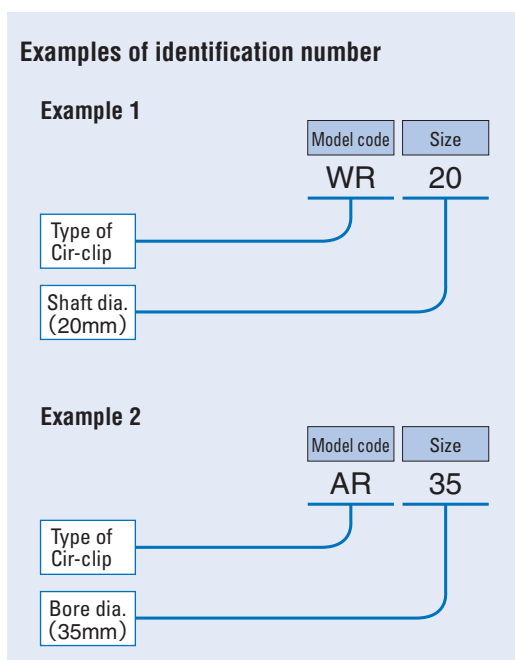 Examples of identification number
Example 1
Model code Size
WR 20
Type of
Cir-clip
Shaft dia.
（20mm）
Example 2
Model code Size
AR 35
Type of
Cir-clip
Bore dia.
（35mm）